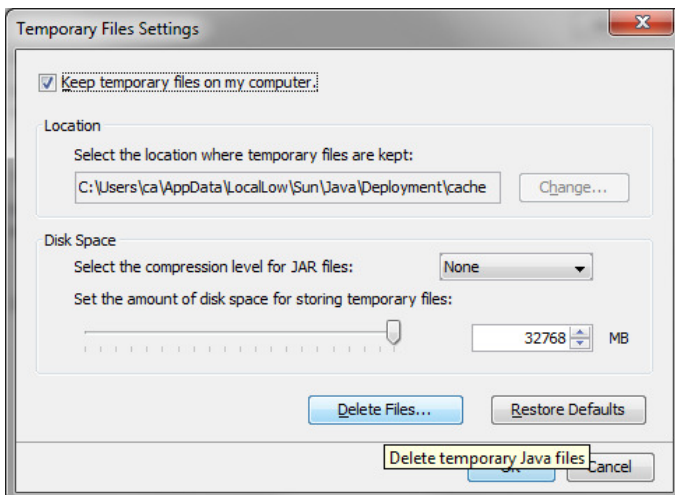 Temporary Files Settings
Keep temporary files on my computer.
Location
Select the location where temporary files are kept:
C:\Users\ca\AppData\LocalLow\Sun\Java\Deployment\cache
Change...
Disk Space
Select the compression level for JAR files:
None
Set the amount of disk space for storing temporary files:
32768 MB
Delete Files...
Restore Defaults
Delete temporary Java files
Cancel